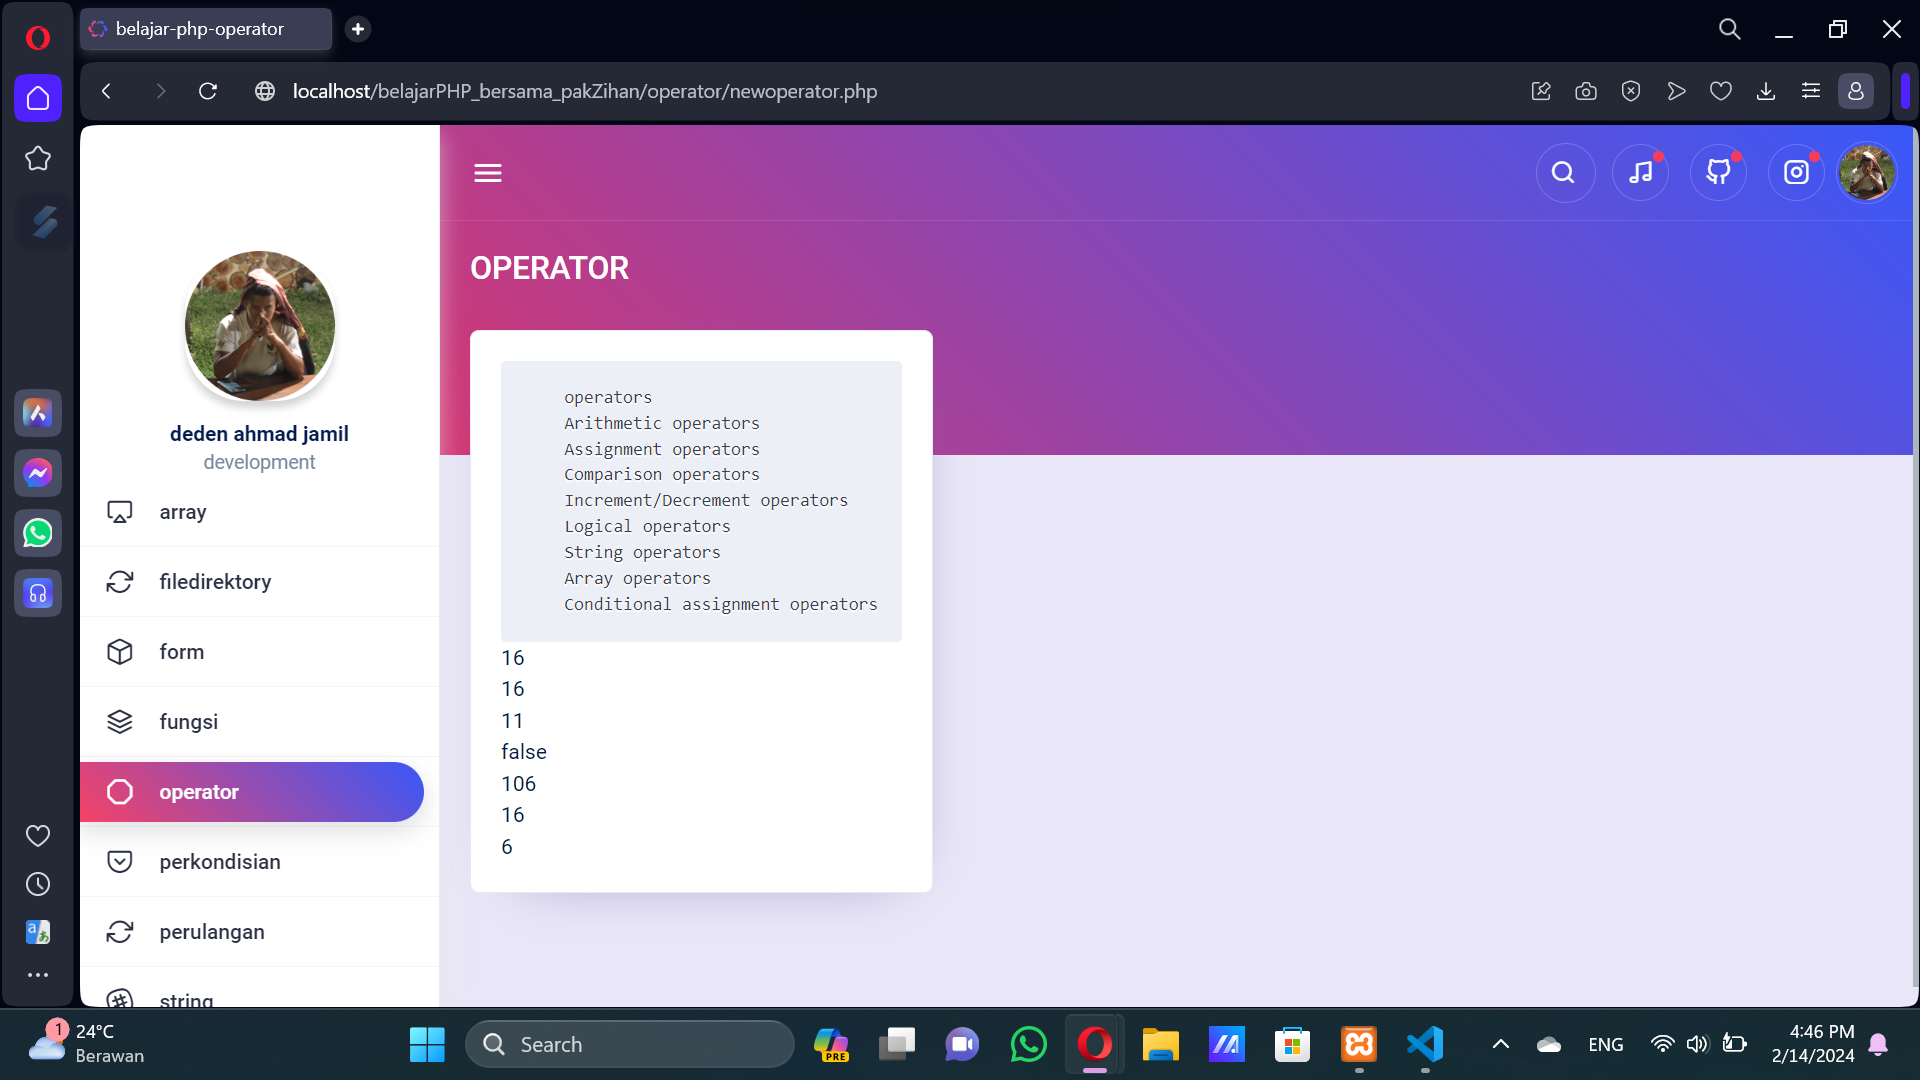 belajar-php-operator
localhost/belajarPHP_bersama_pakZihan/operator/newoperator.php
OPERATOR
deden ahmad jamil
development
array
filedirektory
form
fungsi
operator
perkondisian
perulangan
string
operators
Arithmetic operators
Assignment operators
Comparison operators
Increment/Decrement operators
Logical operators
String operators
Array operators
Conditional assignment operators
16
16
11
false
106
16
6
1
24°C
Berawan
Search
PRE
ENG
4:46 PM
2/14/2024